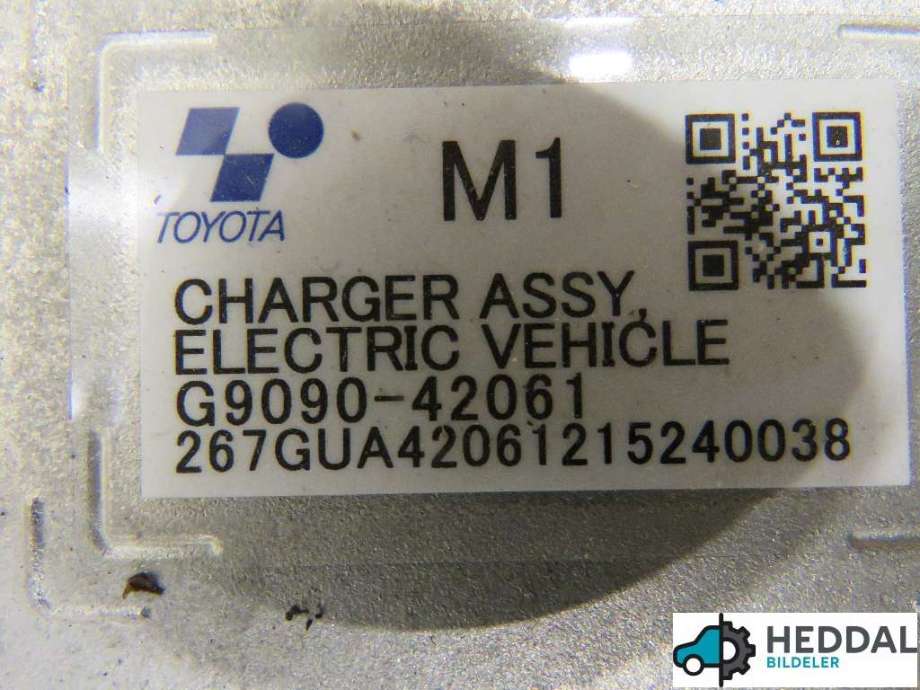 TOYOTA
M1
CHARGER ASSY,
ELECTRIC VEHICLE
G9090-42061
267GUA42061215240038
HEDDAL
BILDELER